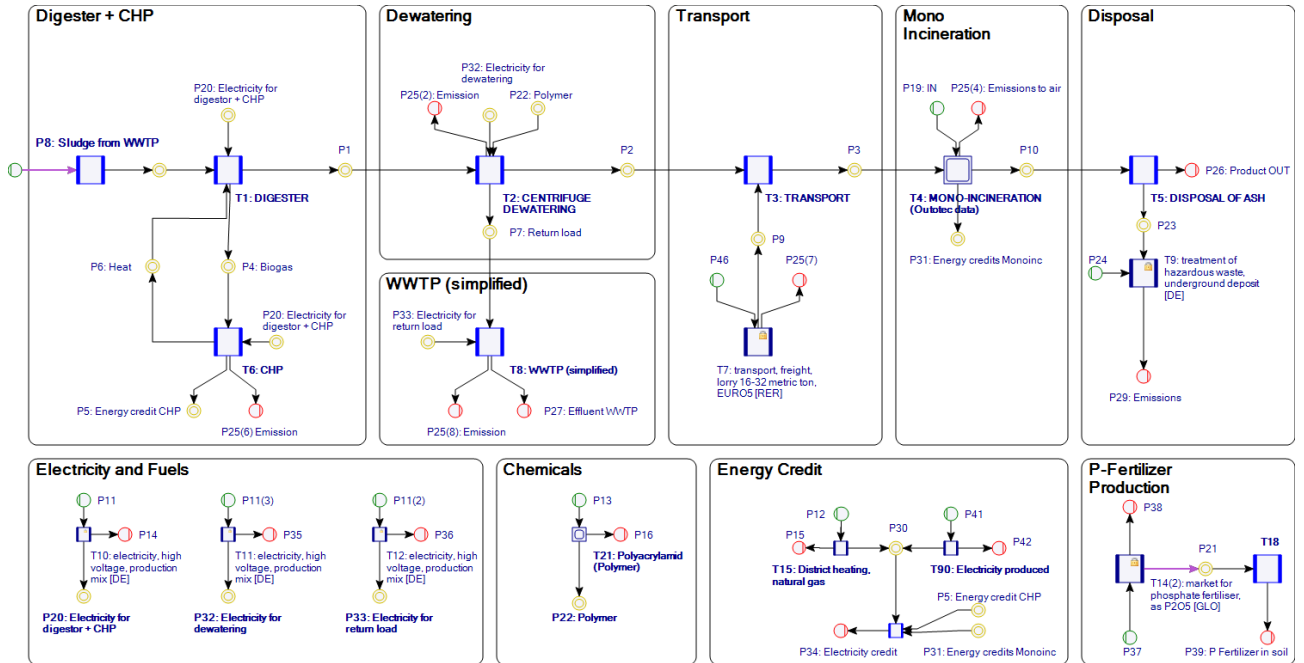 Digester + CHP
P20: Electricity for
digestor + CHP
P8: Sludge from WWTP
P1
T1: DIGESTER
P6: Heat
P4: Biogas
P20: Electricity for
digestor + CHP
T6: CHP
P5: Energy credit CHP
P25(6) Emission
Dewatering
P32: Electricity for
dewatering
P25(2): Emission
P22: Polymer
P2
T2: CENTRIFUGE
DEWATERING
P7: Return load
WWTP (simplified)
P33: Electricity for
return load
T8: WWTP (simplified)
P27: Effluent WWTP
P25(8): Emission
Transport
P3
T3: TRANSPORT
P9
P46
P25(7)
T7: transport, freight,
lorry 16-32 metric ton,
EURO5 [RER]
Mono
Incineration
P19: IN
P25(4): Emissions to air
P10
T4: MONO-INCINERATION
(Outotec data)
P31: Energy credits Monoinc
Disposal
P26: Product OUT
T5: DISPOSAL OF ASH
P23
P24
T9: treatment of
hazardous waste,
underground deposit
[DE]
P29: Emissions
Electricity and Fuels
P11
P14
T10: electricity, high
voltage, production
mix [DE]
P20: Electricity for
digestor + CHP
P11(3)
P35
T11: electricity, high
voltage, production
mix [DE]
P32: Electricity for
dewatering
P11(2)
P36
T12: electricity, high
voltage, production
mix [DE]
P33: Electricity for
return load
Chemicals
P13
P16
T21: Polyacrylamid
(Polymer)
P22: Polymer
Energy Credit
P12
P30
P41
P15
P42
T15: District heating,
natural gas
T90: Electricity produced
P5: Energy credit CHP
P34: Electricity credit
P31: Energy credits Monoinc
P-Fertilizer
Production
P38
P21
T18
T14(2): market for
phosphate fertiliser,
as P2O5 [GLO]
P37
P39: P Fertilizer in soil